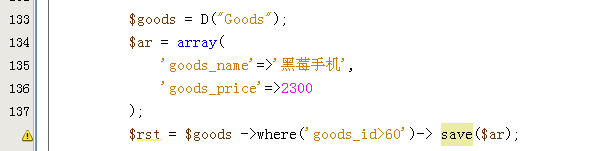 133 $goods = D("Goods");
134 $ar = array(
135 'goods_name'=>'黑莓手机',
136 'goods_price'=>2300
137 );
$rst = $goods ->where('goods_id>60')-> save($ar);